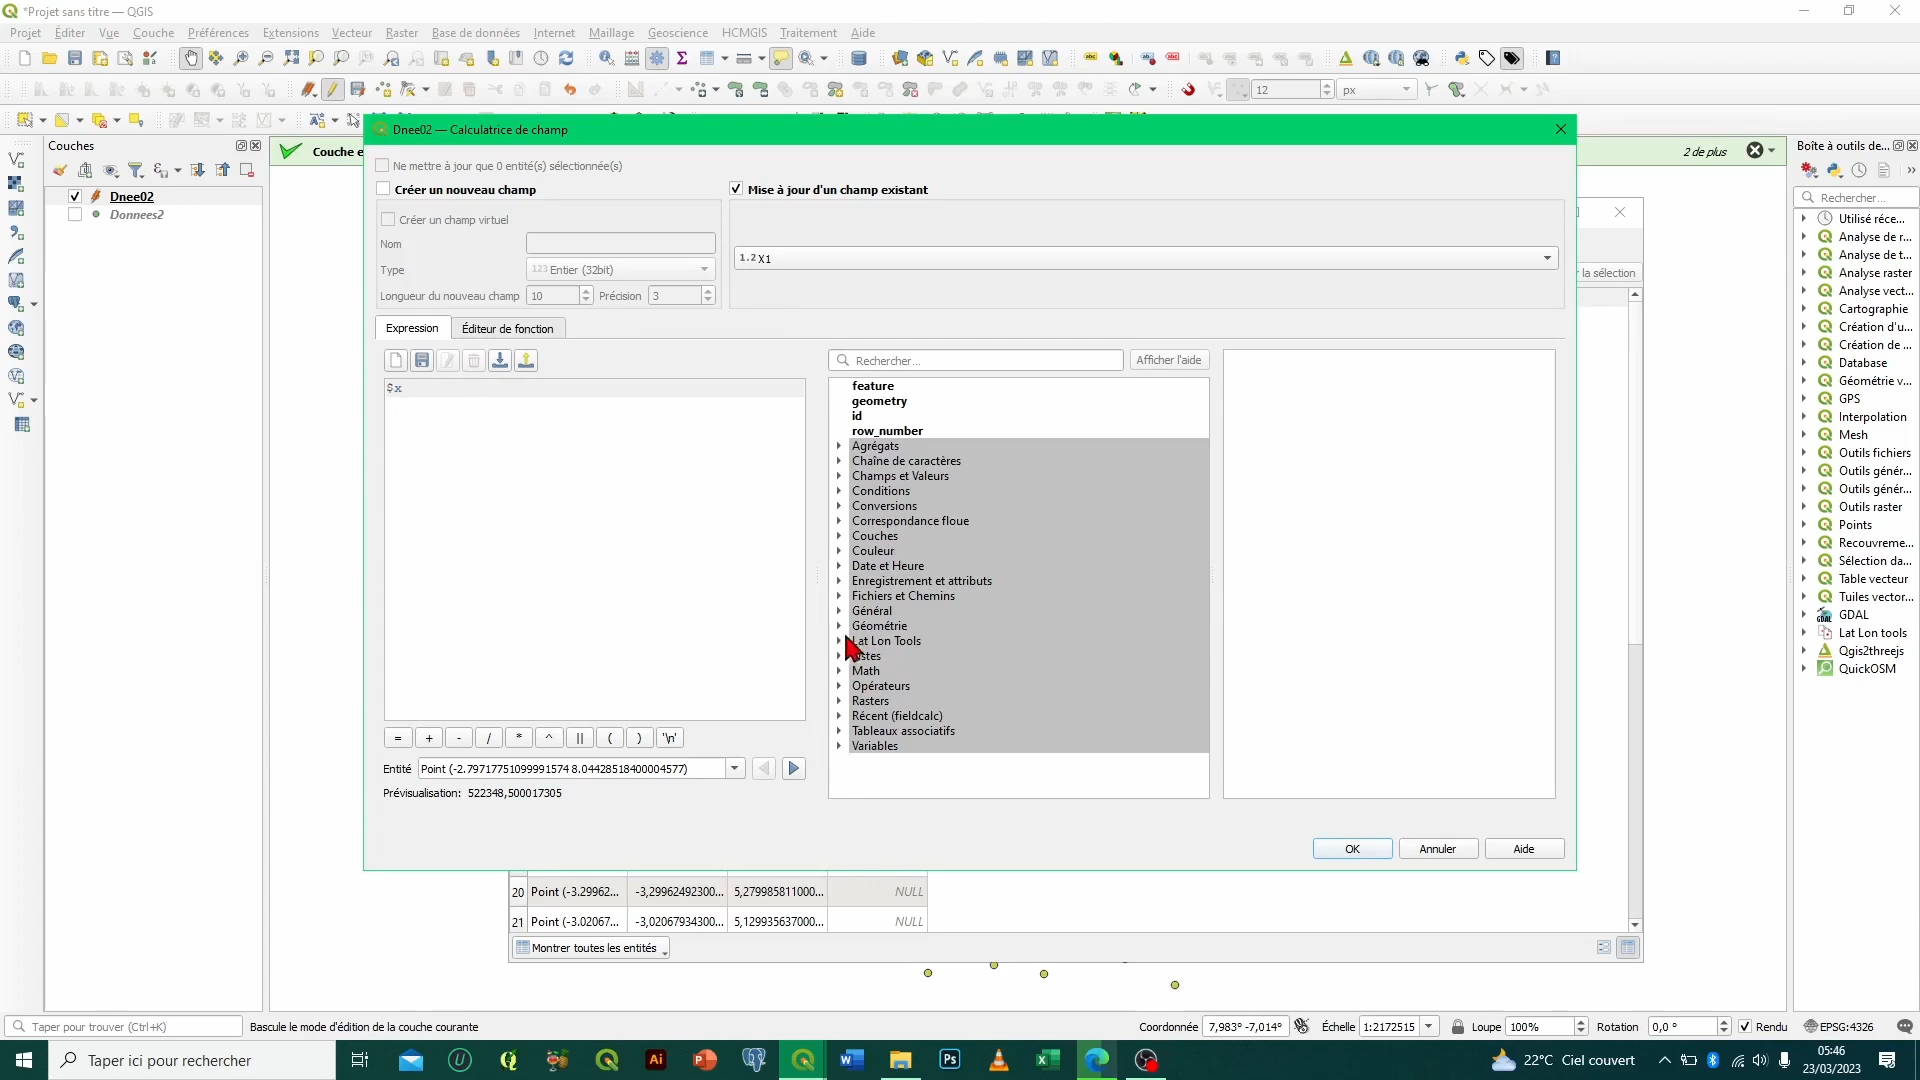 *Projet sans titre — QGIS
Projet Éditer Vue Couche Préférences Extensions Vecteur Raster Base de données Internet Maillage Geoscience HCMGIS Traitement Aide
12 px
Couches
Dnee02
Donnees2
Couche e
2 de plus
Dnee02 — Calculatrice de champ
Ne mettre à jour que 0 entité(s) sélectionnée(s)
Créer un nouveau champ
Créer un champ virtuel
Nom
Type 123 Entier (32bit)
Longueur du nouveau champ 10 Précision 3
Mise à jour d'un champ existant
1.2 X1
Expression Éditeur de fonction
$x
= + - / * ^ || ( ) '\n'
Entité Point (-2.79717751099991574 8.04428518400004577)
Prévisualisation: 522348,500017305
Rechercher... Afficher l'aide
feature
geometry
id
row_number
Agrégats
Chaîne de caractères
Champs et Valeurs
Conditions
Conversions
Correspondance floue
Couches
Couleur
Date et Heure
Enregistrement et attributs
Fichiers et Chemins
Général
Géométrie
Lat Lon Tools
Math
Opérateurs
Rasters
Récent (fieldcalc)
Tableaux associatifs
Variables
OK Annuler Aide
la sélection
20 Point (-3.29962... -3,29962492300... 5,279985811000... NULL
21 Point (-3.02067... -3,02067934300... 5,129935637000... NULL
Montrer toutes les entités
Boîte à outils de...
Rechercher...
Utilisé réce...
Analyse de r...
Analyse de t...
Analyse raster
Analyse vect...
Cartographie
Création d'u...
Création de ...
Database
Géométrie v...
GPS
Interpolation
Mesh
Outils fichiers
Outils génér...
Outils génér...
Outils raster
Points
Recouvreme...
Sélection da...
Table vecteur
Tuiles vector...
GDAL
Lat Lon tools
Qgis2threejs
QuickOSM
Taper pour trouver (Ctrl+K) Bascule le mode d'édition de la couche courante Coordonnée 7,983° -7,014° Échelle 1:2172515 Loupe 100% Rotation 0,0 ° Rendu EPSG:4326
Taper ici pour rechercher
22°C Ciel couvert
05:46
23/03/2023